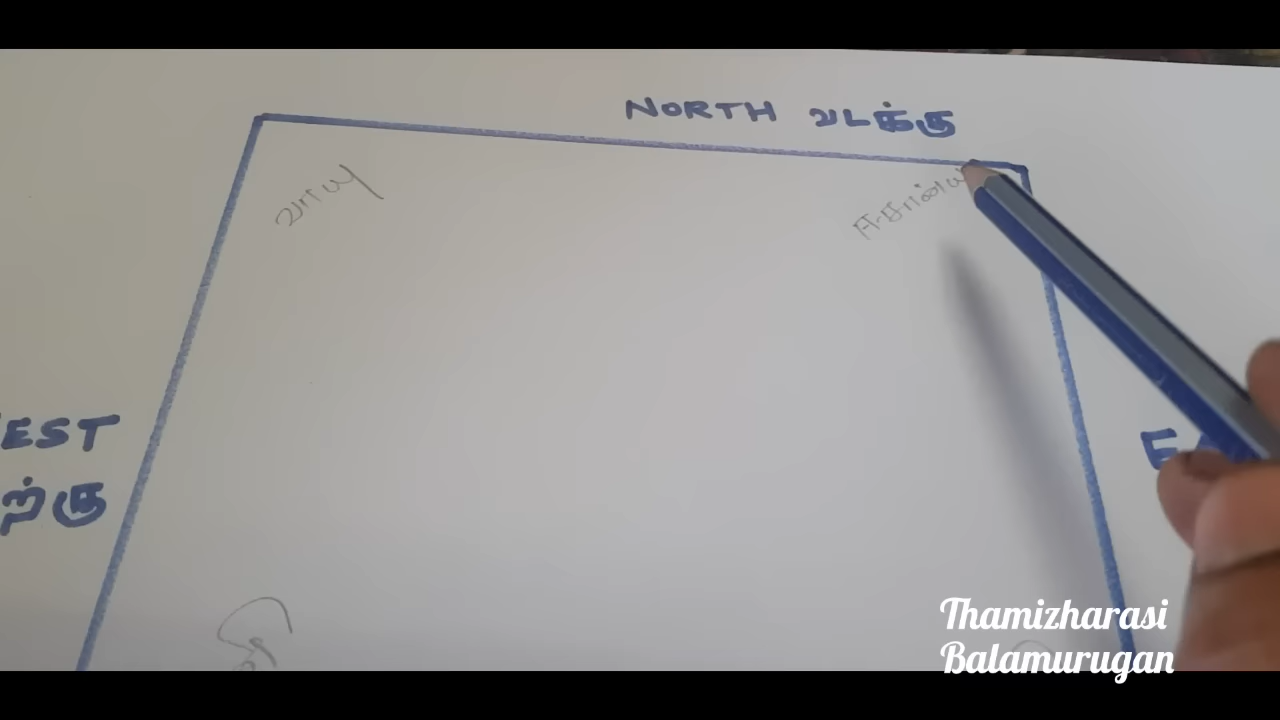 NORTH வடக்கு
வாயு
ஈசான்ய
EST
ற்கு
E
Thamizharasi
Balamurugan